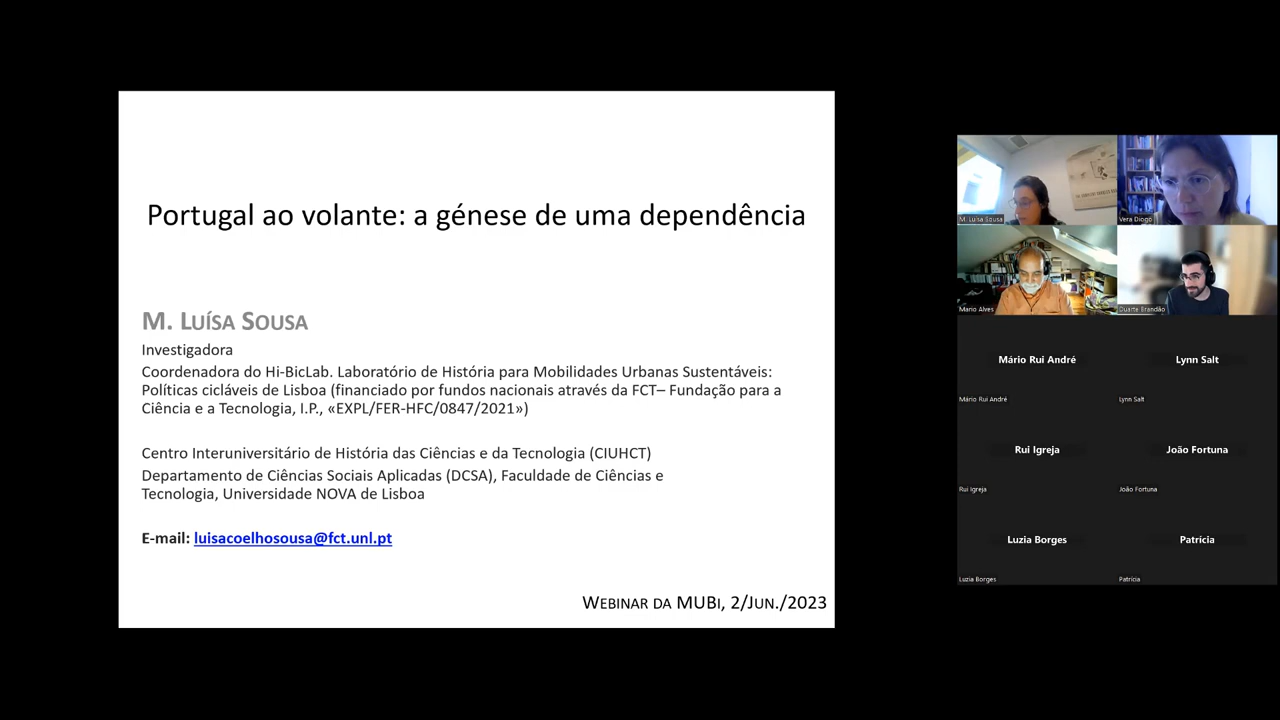 Portugal ao volante: a génese de uma dependência
M. Luísa Sousa
Investigadora
Coordenadora do Hi-BicLab. Laboratório de História para Mobilidades Urbanas Sustentáveis:
Políticas cicláveis de Lisboa (financiado por fundos nacionais através da FCT– Fundação para a
Ciência e a Tecnologia, I.P., «EXPL/FER-HFC/0847/2021»)
Centro Interuniversitário de História das Ciências e da Tecnologia (CIUHCT)
Departamento de Ciências Sociais Aplicadas (DCSA), Faculdade de Ciências e
Tecnologia, Universidade NOVA de Lisboa
E-mail: luisacoelhosousa@fct.unl.pt
Webinar da MUBi, 2/Jun./2023
M. Luísa Sousa
Vera Diogo
Mario Alves
Duarte Brandão
Mário Rui André
Lynn Salt
Mário Rui André
Lynn Salt
Rui Igreja
João Fortuna
Rui Igreja
João Fortuna
Luzia Borges
Patrícia
Luzia Borges
Patrícia